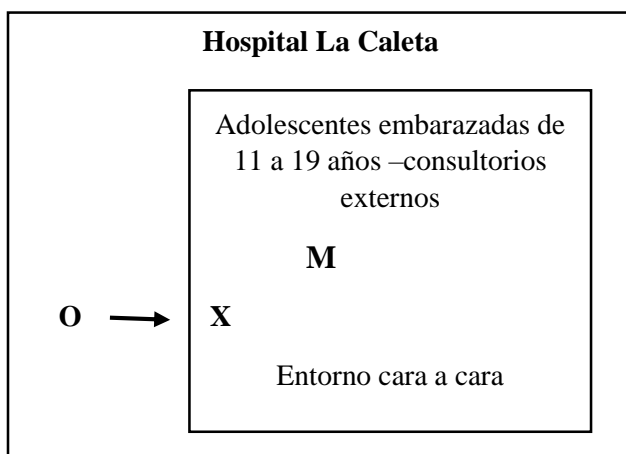 Hospital La Caleta
Adolescentes embarazadas de
11 a 19 años –consultorios
externos
M
O X
Entorno cara a cara